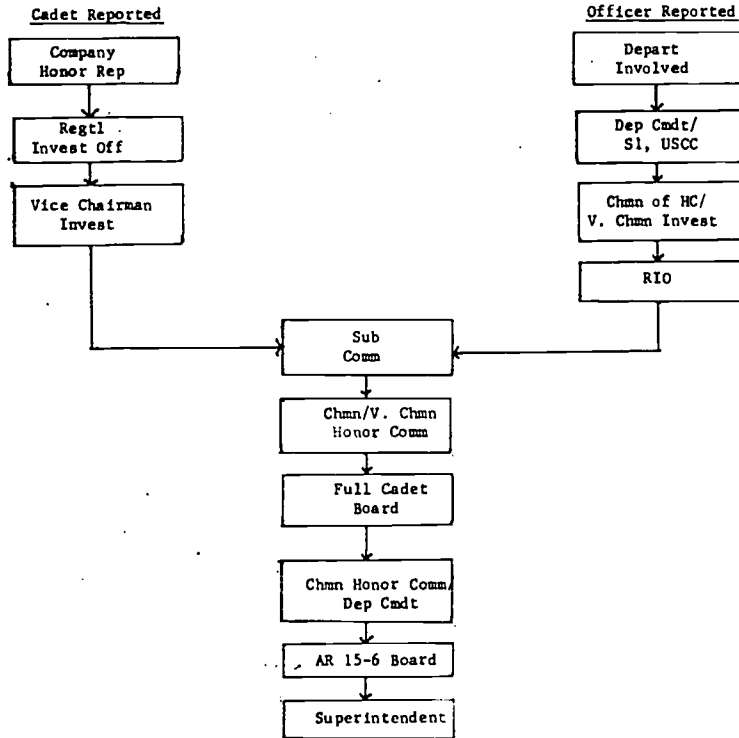 Cadet Reported
Company
Honor Rep
Regtl
Invest Off
Vice Chairman
Invest
Officer Reported
Depart
Involved
Dep Cmdt/
S1, USCC
Chmn of HC/
V. Chmn Invest
RIO
Sub
Comm
Chmn/V. Chmn
Honor Comm
Full Cadet
Board
Chmn Honor Comm/
Dep Cmdt
AR 15-6 Board
Superintendent